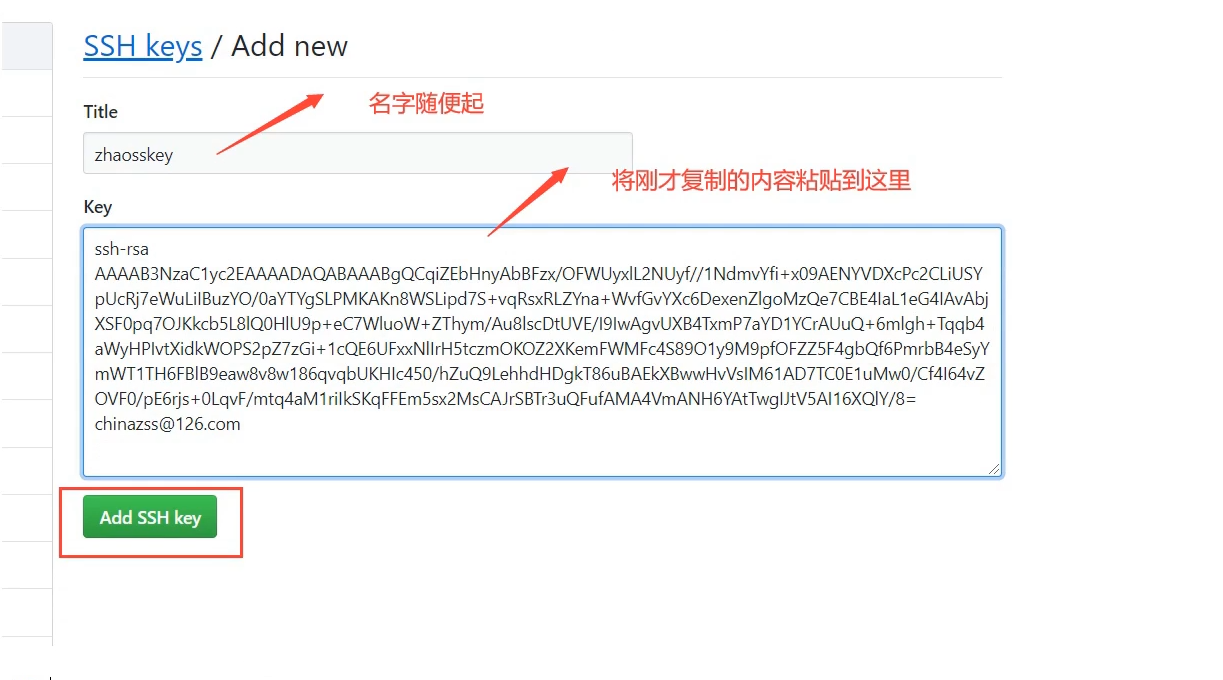 SSH keys / Add new
Title
名字随便起
zhaosskey
将刚才复制的内容粘贴到这里
Key
ssh-rsa
AAAAB3NzaC1yc2EAAAADAQABAAABgQCqiZEbHnyAbBFzx/OFWUyxlL2NUyf//1NdmvYfi+x09AENYVDXcPc2CLiUSY
pUcRj7eWuLiIBuzYO/0aYTYgSLPMKAKn8WSLipd7S+vqRsxRLZYna+WvfGvYXc6DexenZlgoMzQe7CBE4IaL1eG4IAvAbj
XSF0pq7OJKkcb5L8lQ0HlU9p+eC7WluoW+ZThym/Au8lscDtUVE/I9IwAgvUXB4TxmP7aYD1YCrAUuQ+6mlgh+Tqqb4
aWyHPIvtXidkWOPS2pZ7zGi+1cQE6UFxxNlIrH5tczmOKOZ2XKemFWMFc4S89O1y9M9pfOFZZ5F4gbQf6PmrbB4eSyY
mWT1TH6FBlB9eaw8v8w186qvqbUKHIc450/hZuQ9LehhdHDgkT86uBAEkXBwwHvVsIM61AD7TC0E1uMw0/Cf4I64vZ
OVF0/pE6rjs+0LqvF/mtq4aM1riIkSKqFFEm5sx2MsCAJrSBTr3uQFufAMA4VmANH6YAtTwgIJtV5AI16XQlY/8=
chinazss@126.com
Add SSH key